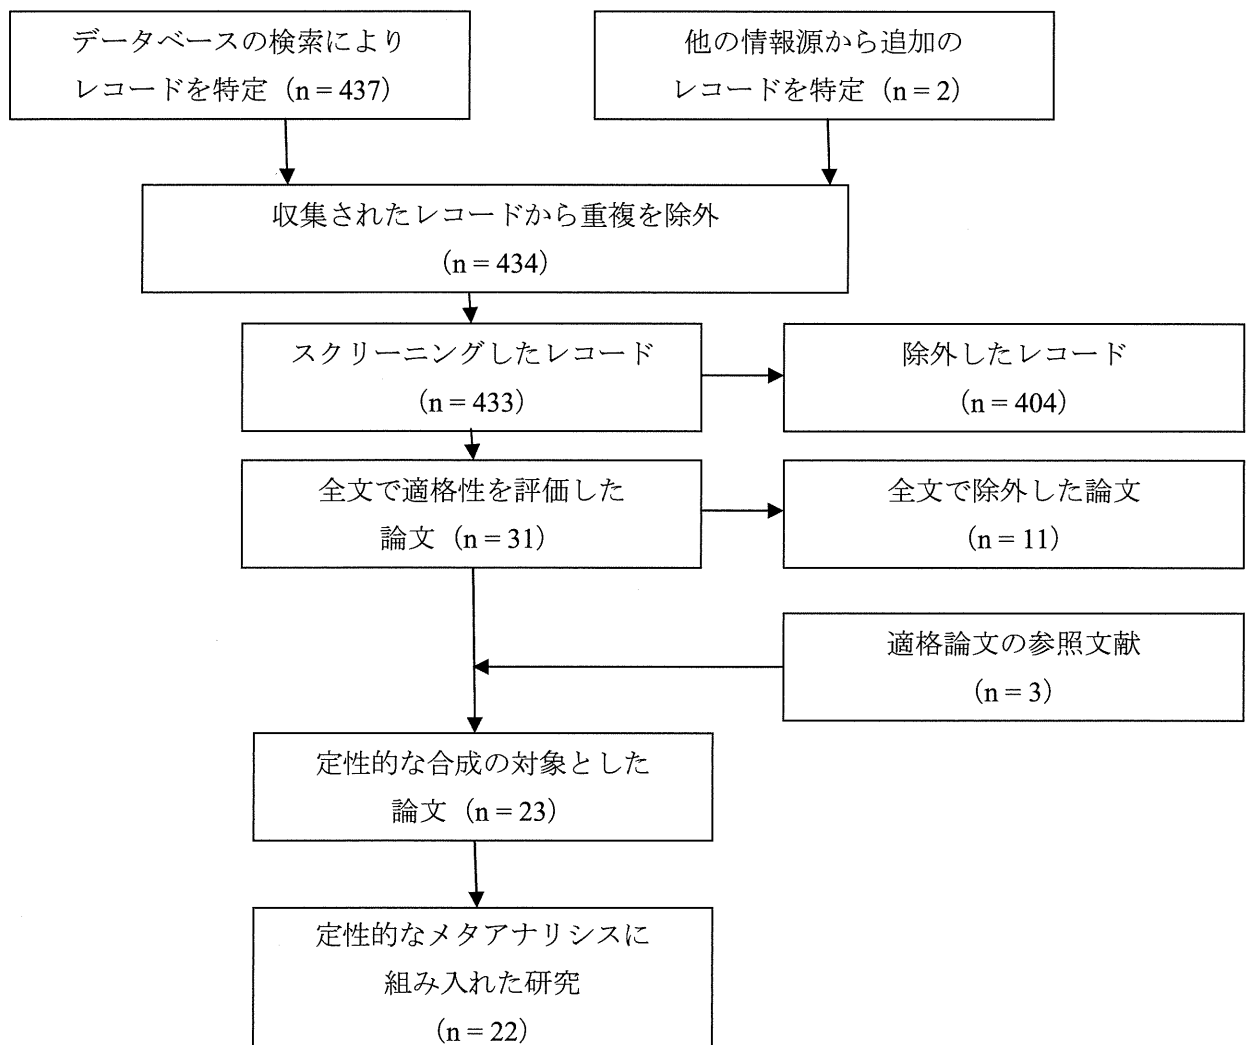 データベースの検索により
レコードを特定（n = 437）
他の情報源から追加の
レコードを特定（n = 2）
収集されたレコードから重複を除外
（n = 434）
スクリーニングしたレコード
（n = 433）
除外したレコード
（n = 404）
全文で適格性を評価した
論文（n = 31）
全文で除外した論文
（n = 11）
適格論文の参照文献
（n = 3）
定性的な合成の対象とした
論文（n = 23）
定性的なメタアナリシスに
組み入れた研究
（n = 22）